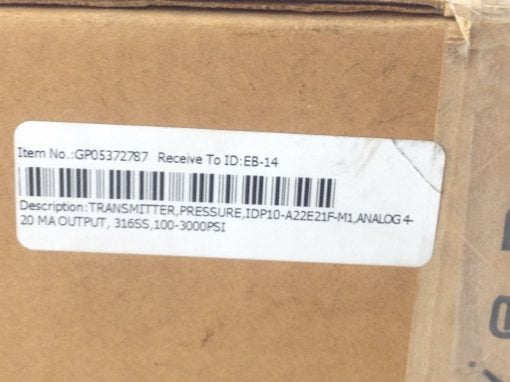 Item No.:GP05372787 Receive To ID:EB-14
Description:TRANSMITTER,PRESSURE,IDP10-A22E21F-M1,ANALOG 4-
20 MA OUTPUT, 316SS,100-3000PSI